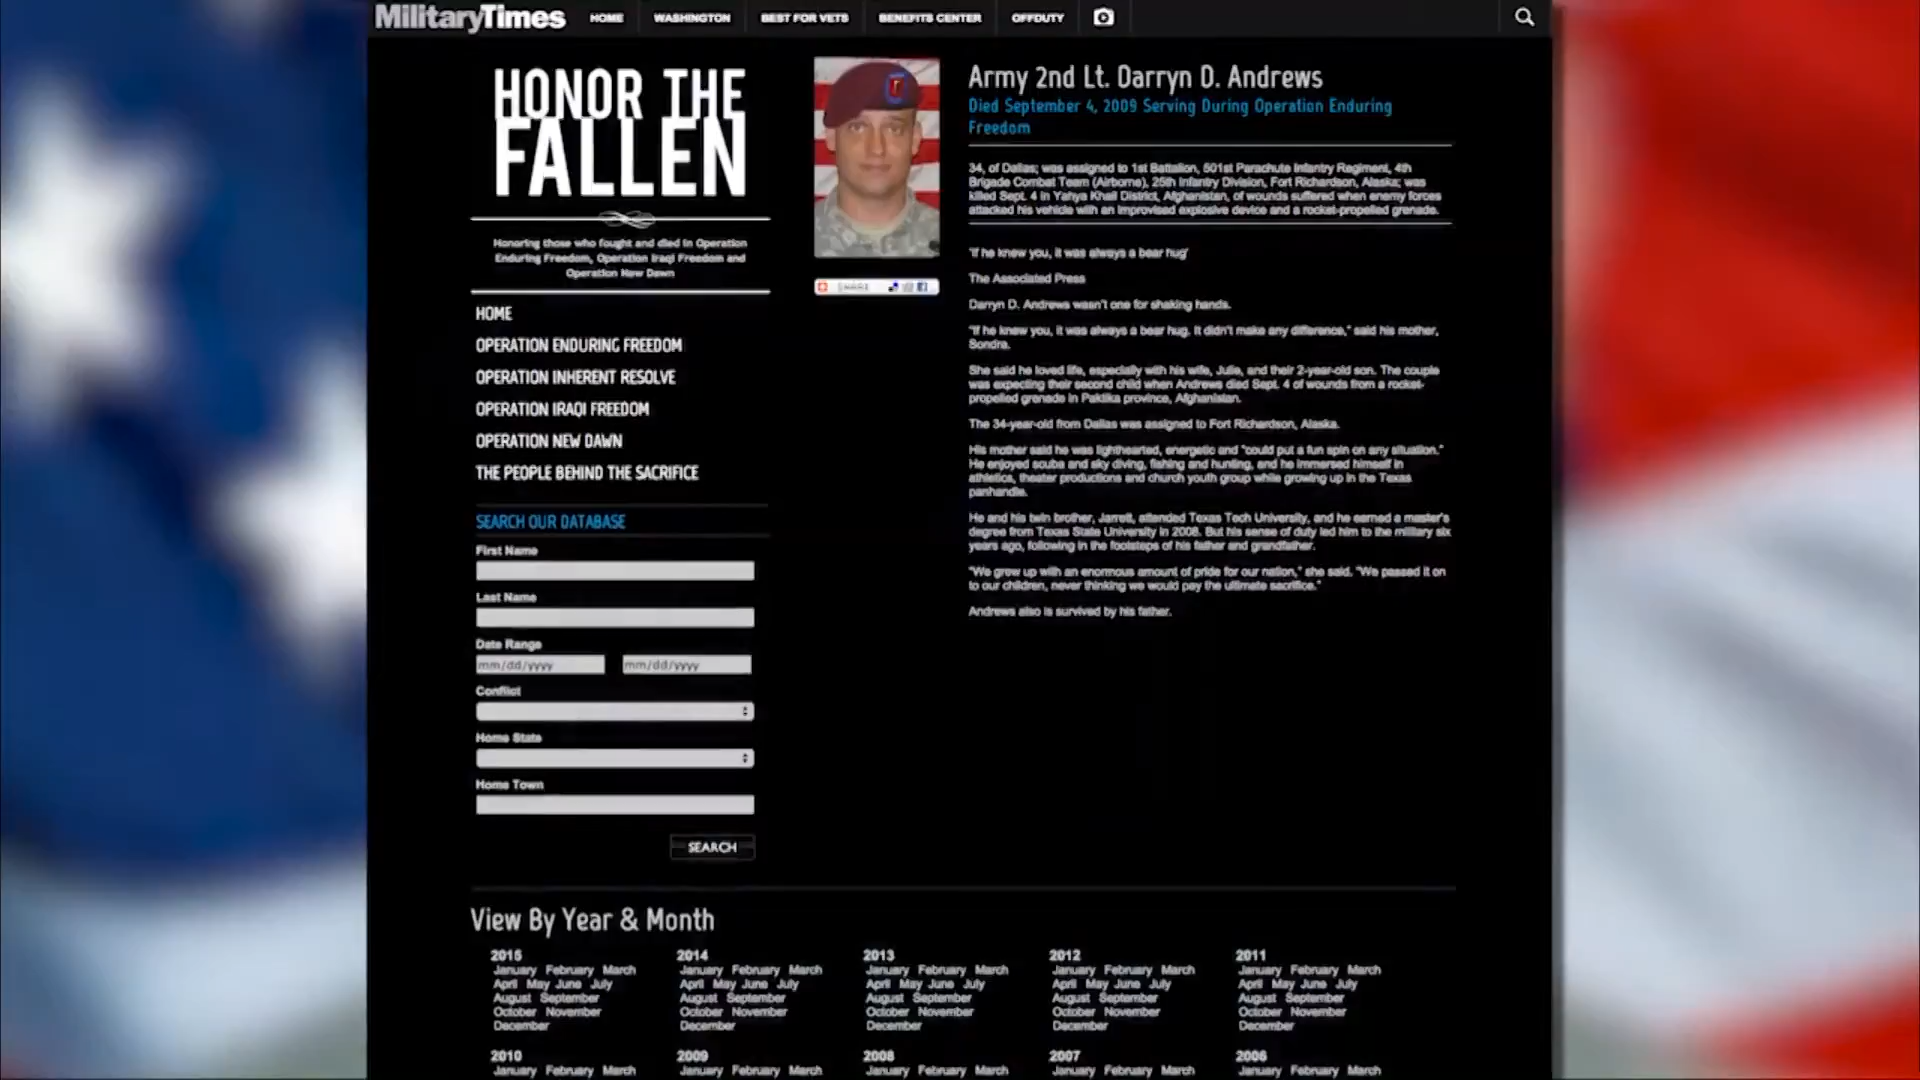 MilitaryTimes HOME WASHINGTON BEST FOR VETS BENEFITS CENTER OFFDUTY
HONOR THE
FALLEN
Honoring those who fought and died in Operation
Enduring Freedom, Operation Iraqi Freedom and
Operation New Dawn
HOME
OPERATION ENDURING FREEDOM
OPERATION INHERENT RESOLVE
OPERATION IRAQI FREEDOM
OPERATION NEW DAWN
THE PEOPLE BEHIND THE SACRIFICE
SEARCH OUR DATABASE
First Name
Last Name
Date Range
mm/dd/yyyy mm/dd/yyyy
Conflict
Home State
Home Town
SEARCH
SHARE
Army 2nd Lt. Darryn D. Andrews
Died September 4, 2009 Serving During Operation Enduring
Freedom
34, of Dallas; was assigned to 1st Battalion, 501st Parachute Infantry Regiment, 4th
Brigade Combat Team (Airborne), 25th Infantry Division, Fort Richardson, Alaska; was
killed Sept. 4 in Yahya Khail District, Afghanistan, of wounds suffered when enemy forces
attacked his vehicle with an improvised explosive device and a rocket-propelled grenade.
'If he knew you, it was always a bear hug'
The Associated Press
Darryn D. Andrews wasn't one for shaking hands.
"If he knew you, it was always a bear hug. It didn't make any difference," said his mother,
Sondra.
She said he loved life, especially with his wife, Julie, and their 2-year-old son. The couple
was expecting their second child when Andrews died Sept. 4 of wounds from a rocket-
propelled grenade in Paktika province, Afghanistan.
The 34-year-old from Dallas was assigned to Fort Richardson, Alaska.
His mother said he was lighthearted, energetic and "could put a fun spin on any situation."
He enjoyed scuba and sky diving, fishing and hunting, and he immersed himself in
athletics, theater productions and church youth group while growing up in the Texas
panhandle.
He and his twin brother, Jarrett, attended Texas Tech University, and he earned a master's
degree from Texas State University in 2008. But his sense of duty led him to the military six
years ago, following in the footsteps of his father and grandfather.
"We grew up with an enormous amount of pride for our nation," she said. "We passed it on
to our children, never thinking we would pay the ultimate sacrifice."
Andrews also is survived by his father.
View By Year & Month
2015 2014 2013 2012 2011
January February March January February March January February March January February March January February March
April May June July April May June July April May June July April May June July April May June July
August September August September August September August September August September
October November October November October November October November October November
December December December December December
2010 2009 2008 2007 2006
January February March January February March January February March January February March January February March